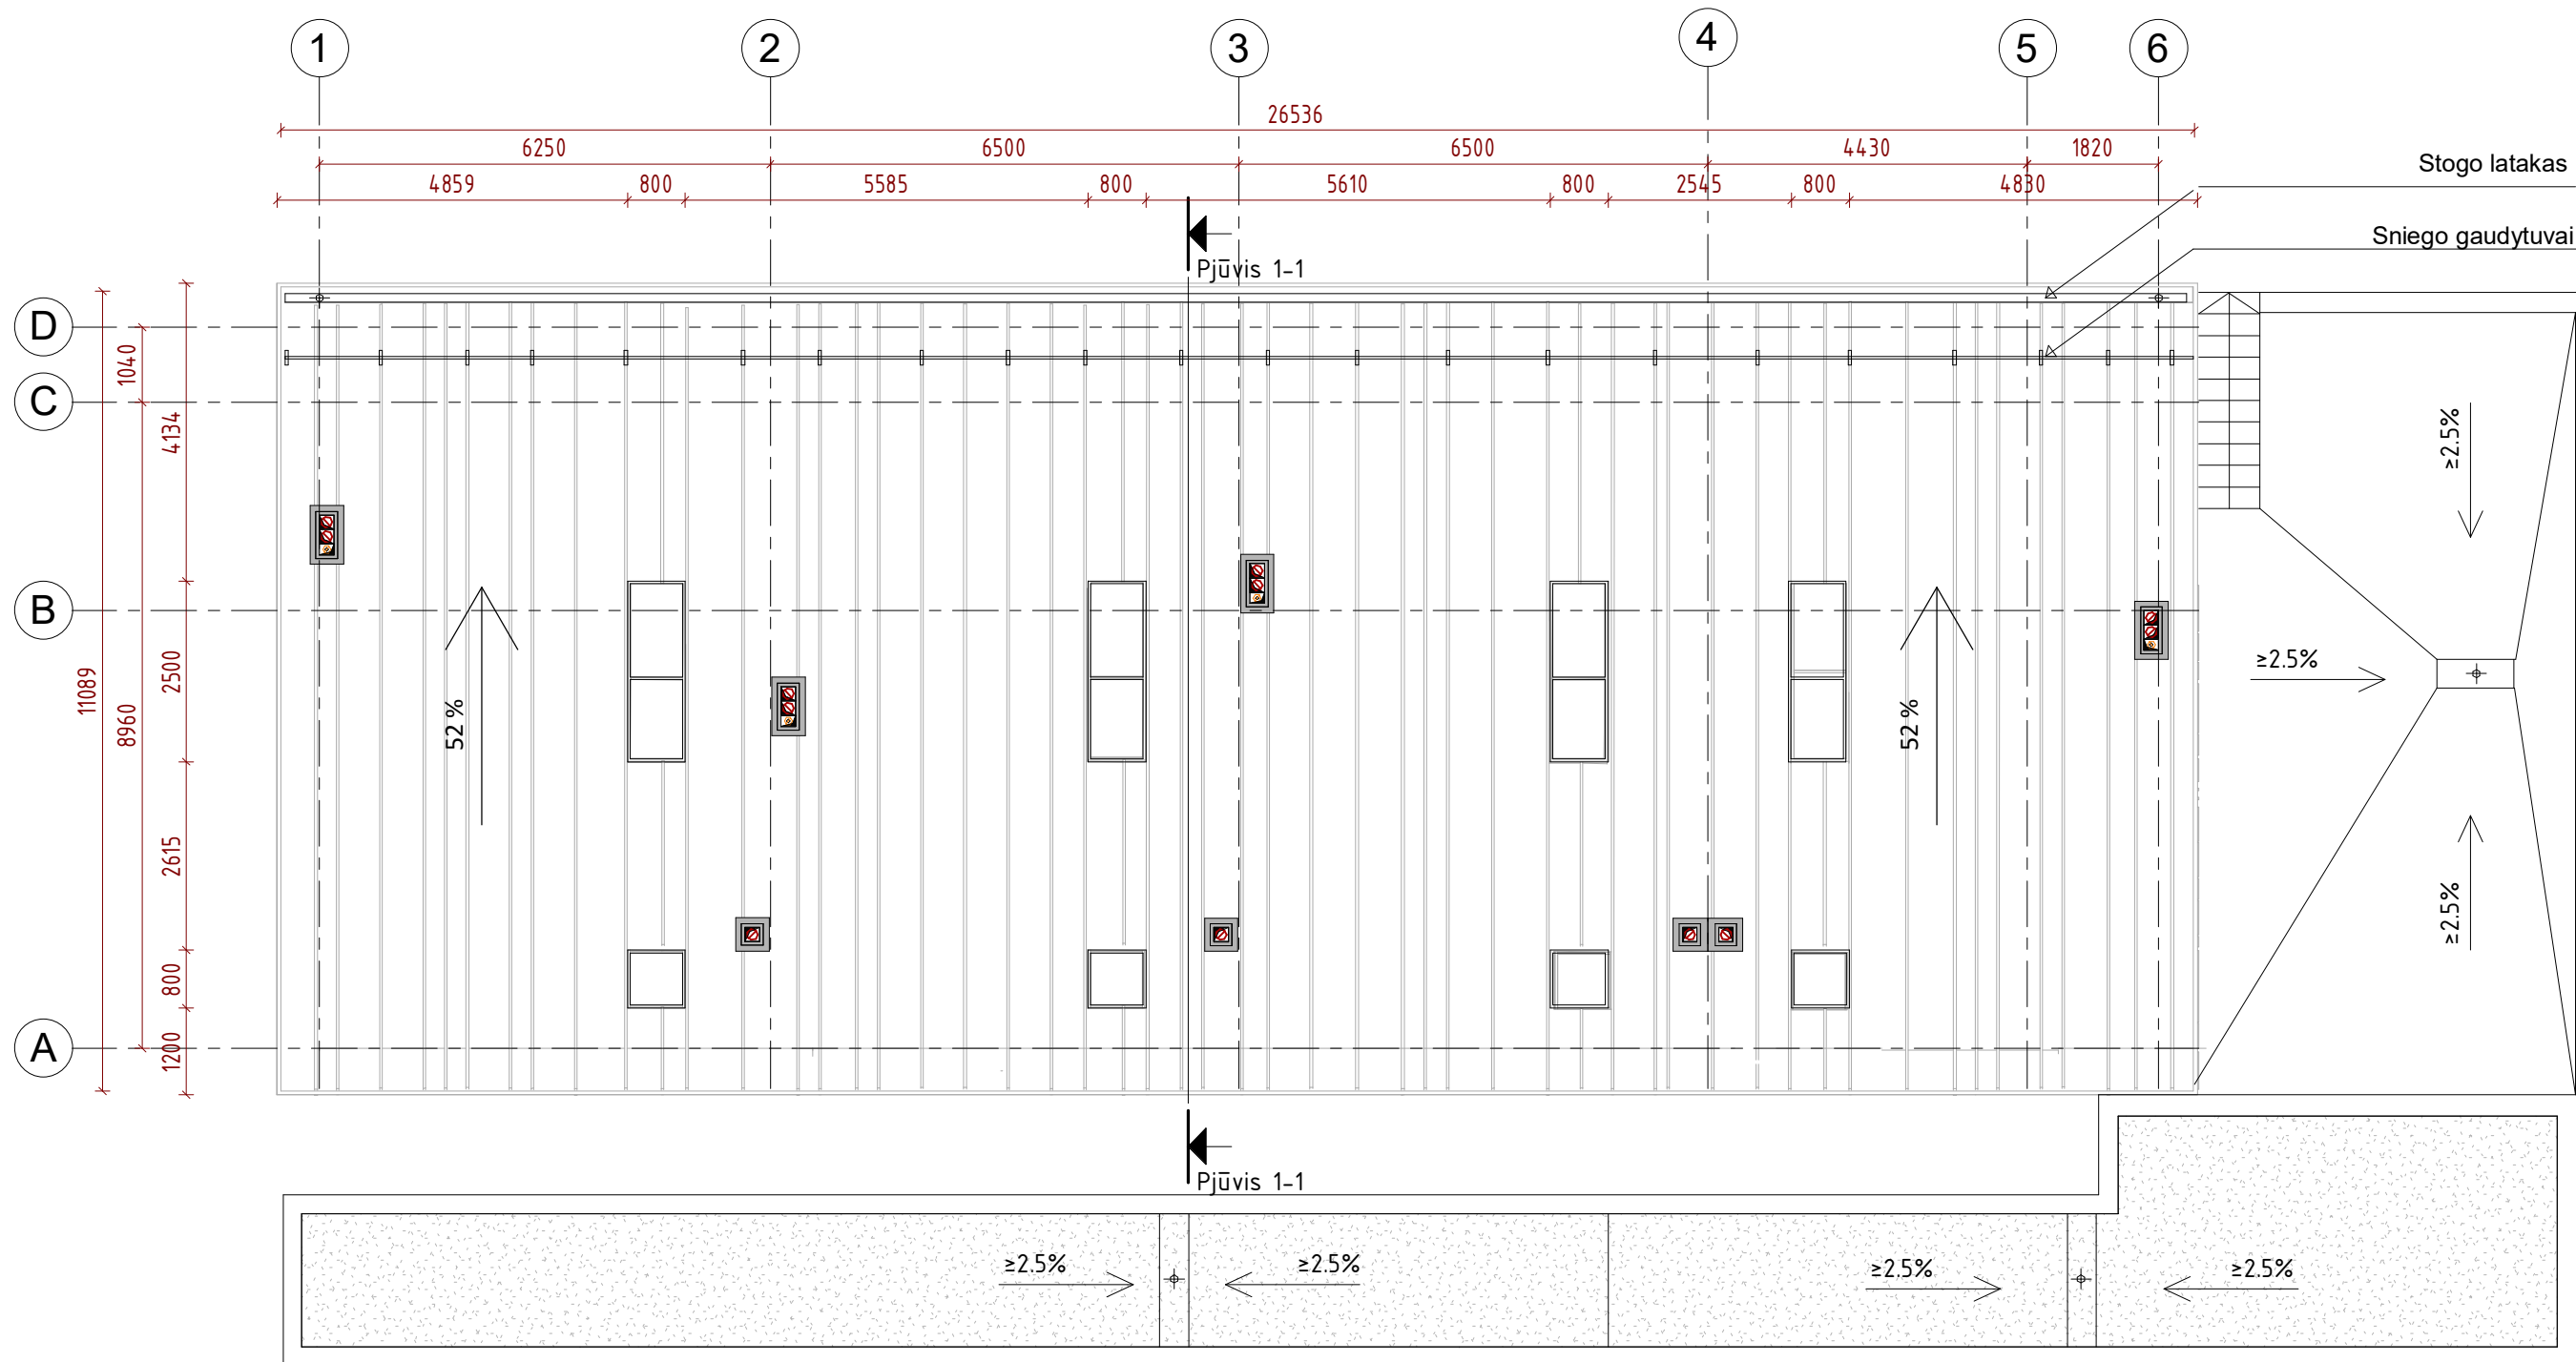 1 2 3 4 5 6
26536
6250 6500 6500 4430 1820
Stogo latakas
4859 800 5585 800 5610 800 2545 800 4830
Sniego gaudytuvai
Pjūvis 1-1
D
1040
C
4134
≥2.5%
B
≥2.5%
2500
11089
8960
52 %
52 %
2615
≥2.5%
800
A
1200
Pjūvis 1-1
≥2.5% ≥2.5% ≥2.5% ≥2.5%